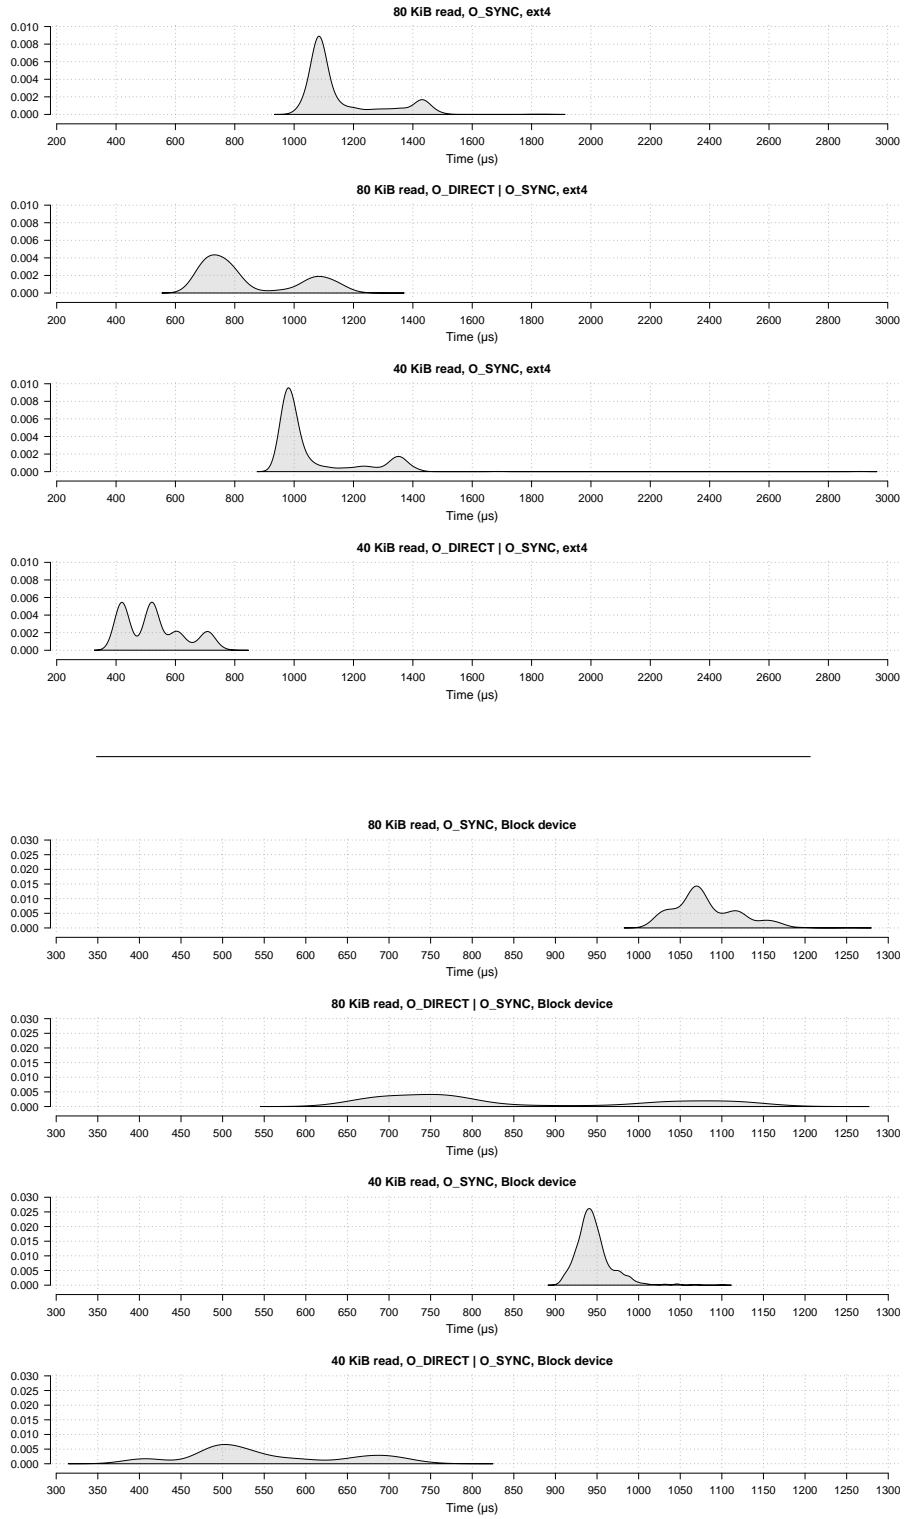 80 KiB read, O_SYNC, ext4
0.010
0.008
0.006
0.004
0.002
0.000
200 400 600 800 1000 1200 1400 1600 1800 2000 2200 2400 2600 2800 3000
Time (µs)
80 KiB read, O_DIRECT | O_SYNC, ext4
0.010
0.008
0.006
0.004
0.002
0.000
200 400 600 800 1000 1200 1400 1600 1800 2000 2200 2400 2600 2800 3000
Time (µs)
40 KiB read, O_SYNC, ext4
0.010
0.008
0.006
0.004
0.002
0.000
200 400 600 800 1000 1200 1400 1600 1800 2000 2200 2400 2600 2800 3000
Time (µs)
40 KiB read, O_DIRECT | O_SYNC, ext4
0.010
0.008
0.006
0.004
0.002
0.000
200 400 600 800 1000 1200 1400 1600 1800 2000 2200 2400 2600 2800 3000
Time (µs)
80 KiB read, O_SYNC, Block device
0.030
0.025
0.020
0.015
0.010
0.005
0.000
300 350 400 450 500 550 600 650 700 750 800 850 900 950 1000 1050 1100 1150 1200 1250 1300
Time (µs)
80 KiB read, O_DIRECT | O_SYNC, Block device
0.030
0.025
0.020
0.015
0.010
0.005
0.000
300 350 400 450 500 550 600 650 700 750 800 850 900 950 1000 1050 1100 1150 1200 1250 1300
Time (µs)
40 KiB read, O_SYNC, Block device
0.030
0.025
0.020
0.015
0.010
0.005
0.000
300 350 400 450 500 550 600 650 700 750 800 850 900 950 1000 1050 1100 1150 1200 1250 1300
Time (µs)
40 KiB read, O_DIRECT | O_SYNC, Block device
0.030
0.025
0.020
0.015
0.010
0.005
0.000
300 350 400 450 500 550 600 650 700 750 800 850 900 950 1000 1050 1100 1150 1200 1250 1300
Time (µs)